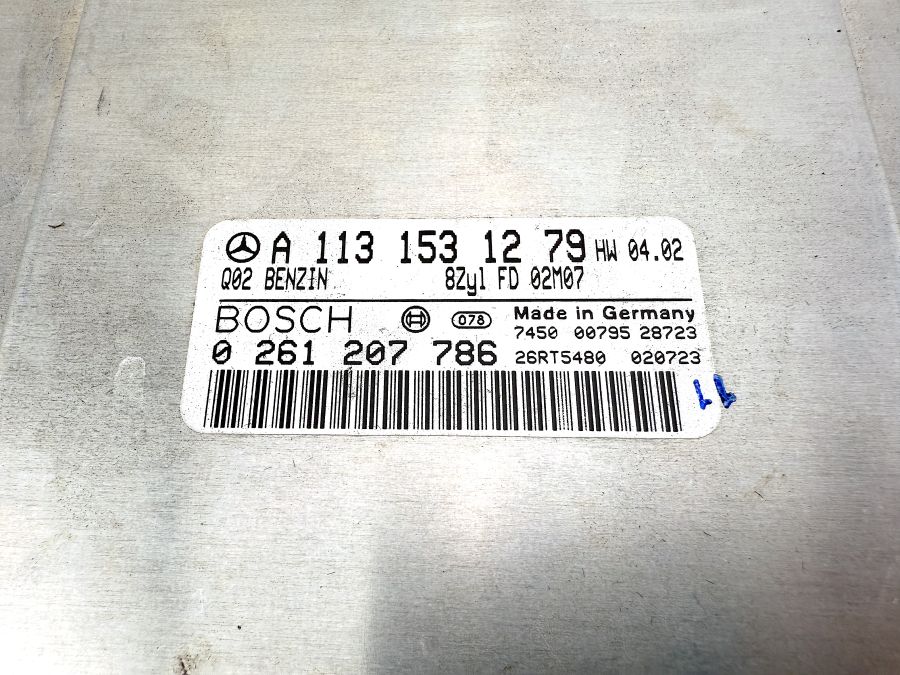 A 113 153 12 79 HW 04.02
Q02 BENZIN 8Zyl FD 02M07
BOSCH 078 Made in Germany
7450 00795 28723
0 261 207 786 26RT5480 020723
11